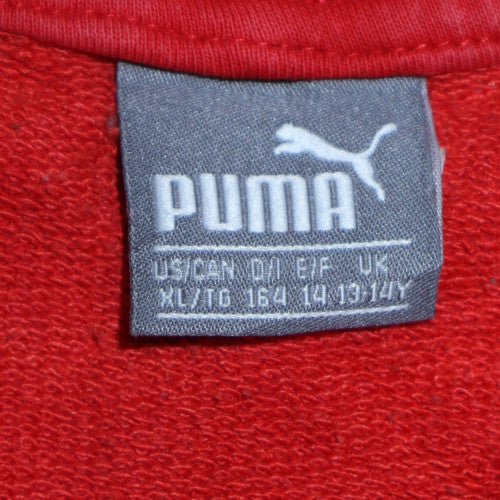 PUMA
US/CAN D/I E/F UK
XL/TG 164 14 13-14Y